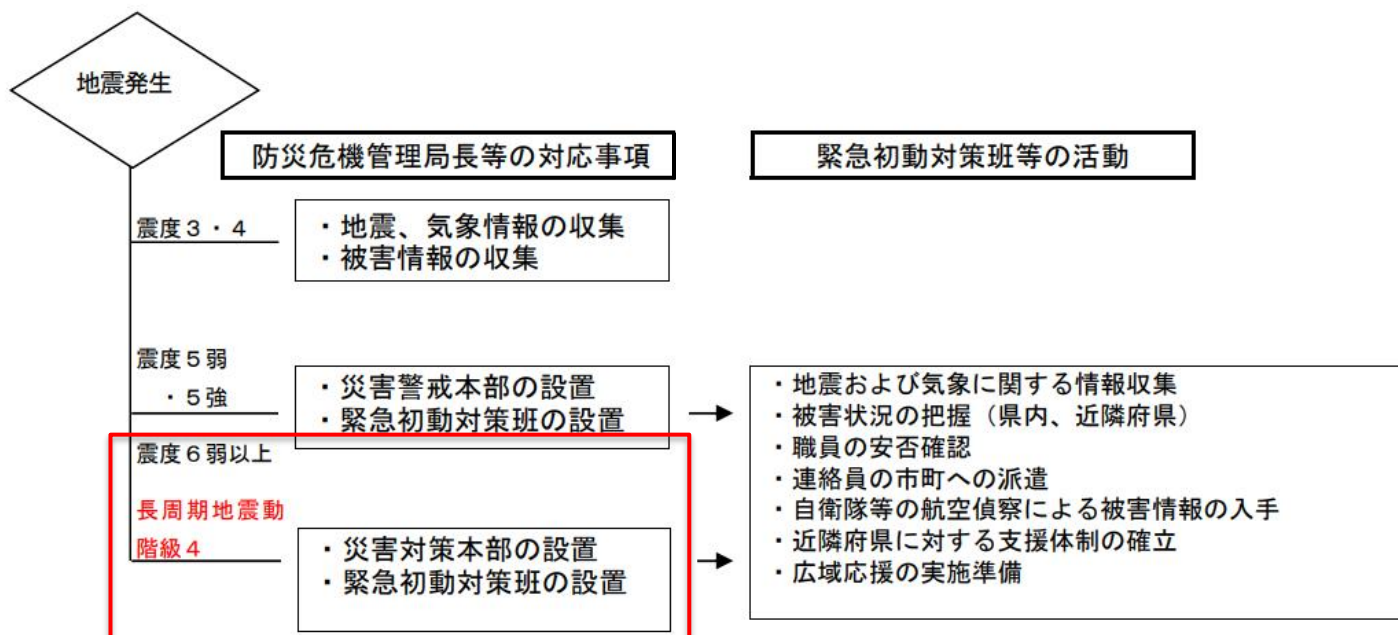 地震発生
防災危機管理局長等の対応事項
緊急初動対策班等の活動
震度３・４
・地震、気象情報の収集
・被害情報の収集
震度５弱
・５強
・災害警戒本部の設置
・緊急初動対策班の設置
震度６弱以上
長周期地震動
階級４
・災害対策本部の設置
・緊急初動対策班の設置
・地震および気象に関する情報収集
・被害状況の把握（県内、近隣府県）
・職員の安否確認
・連絡員の市町への派遣
・自衛隊等の航空偵察による被害情報の入手
・近隣府県に対する支援体制の確立
・広域応援の実施準備